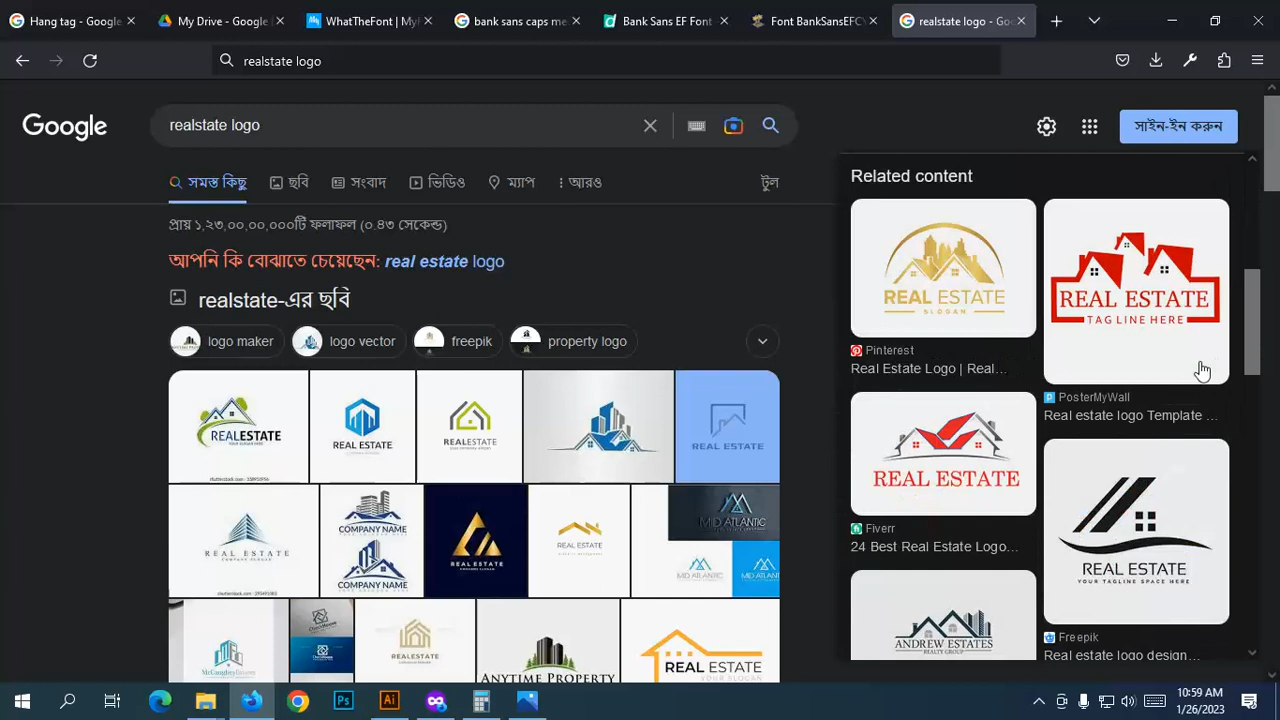 Hang tag - Google
My Drive - Google
WhatTheFont | My
bank sans caps me
Bank Sans EF Font
Font BankSansEFC
realstate logo - Goo
realstate logo
Google
realstate logo
সাইন-ইন করুন
সমস্ত কিছু
ছবি
সংবাদ
ভিডিও
ম্যাপ
আরও
টুল
প্রায় ১,২৩,০০,০০,০০০টি ফলাফল (০.৪৩ সেকেন্ড)
আপনি কি বোঝাতে চেয়েছেন: real estate logo
realstate-এর ছবি
logo maker
logo vector
freepik
property logo
REALESTATE
REAL ESTATE
REALESTATE
REAL ESTATE
REAL ESTATE
COMPANY NAME
COMPANY NAME
REAL ESTATE
REAL ESTATE
MID ATLANTIC
MID ATLANTIC
REALESTATE
ANYTIME PROPERTY
REAL ESTATE
Related content
REAL ESTATE
SLOGAN
Pinterest
Real Estate Logo | Real...
REAL ESTATE
TAG LINE HERE
PosterMyWall
Real estate logo Template ...
REAL ESTATE
Fiverr
24 Best Real Estate Logo...
REAL ESTATE
YOUR TAGLINE SPACE HERE
Freepik
Real estate logo design...
ANDREW ESTATES
REALTY GROUP
10:59 AM
1/26/2023